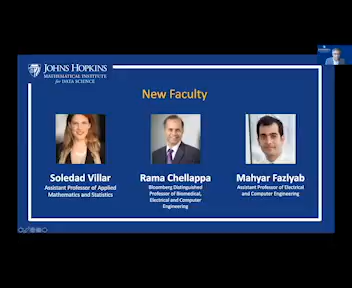 JOHNS HOPKINS
MATHEMATICAL INSTITUTE
for DATA SCIENCE
New Faculty
Soledad Villar
Assistant Professor of Applied
Mathematics and Statistics
Rama Chellappa
Bloomberg Distinguished
Professor of Biomedical,
Electrical and Computer
Engineering
Mahyar Fazlyab
Assistant Professor of Electrical
and Computer Engineering